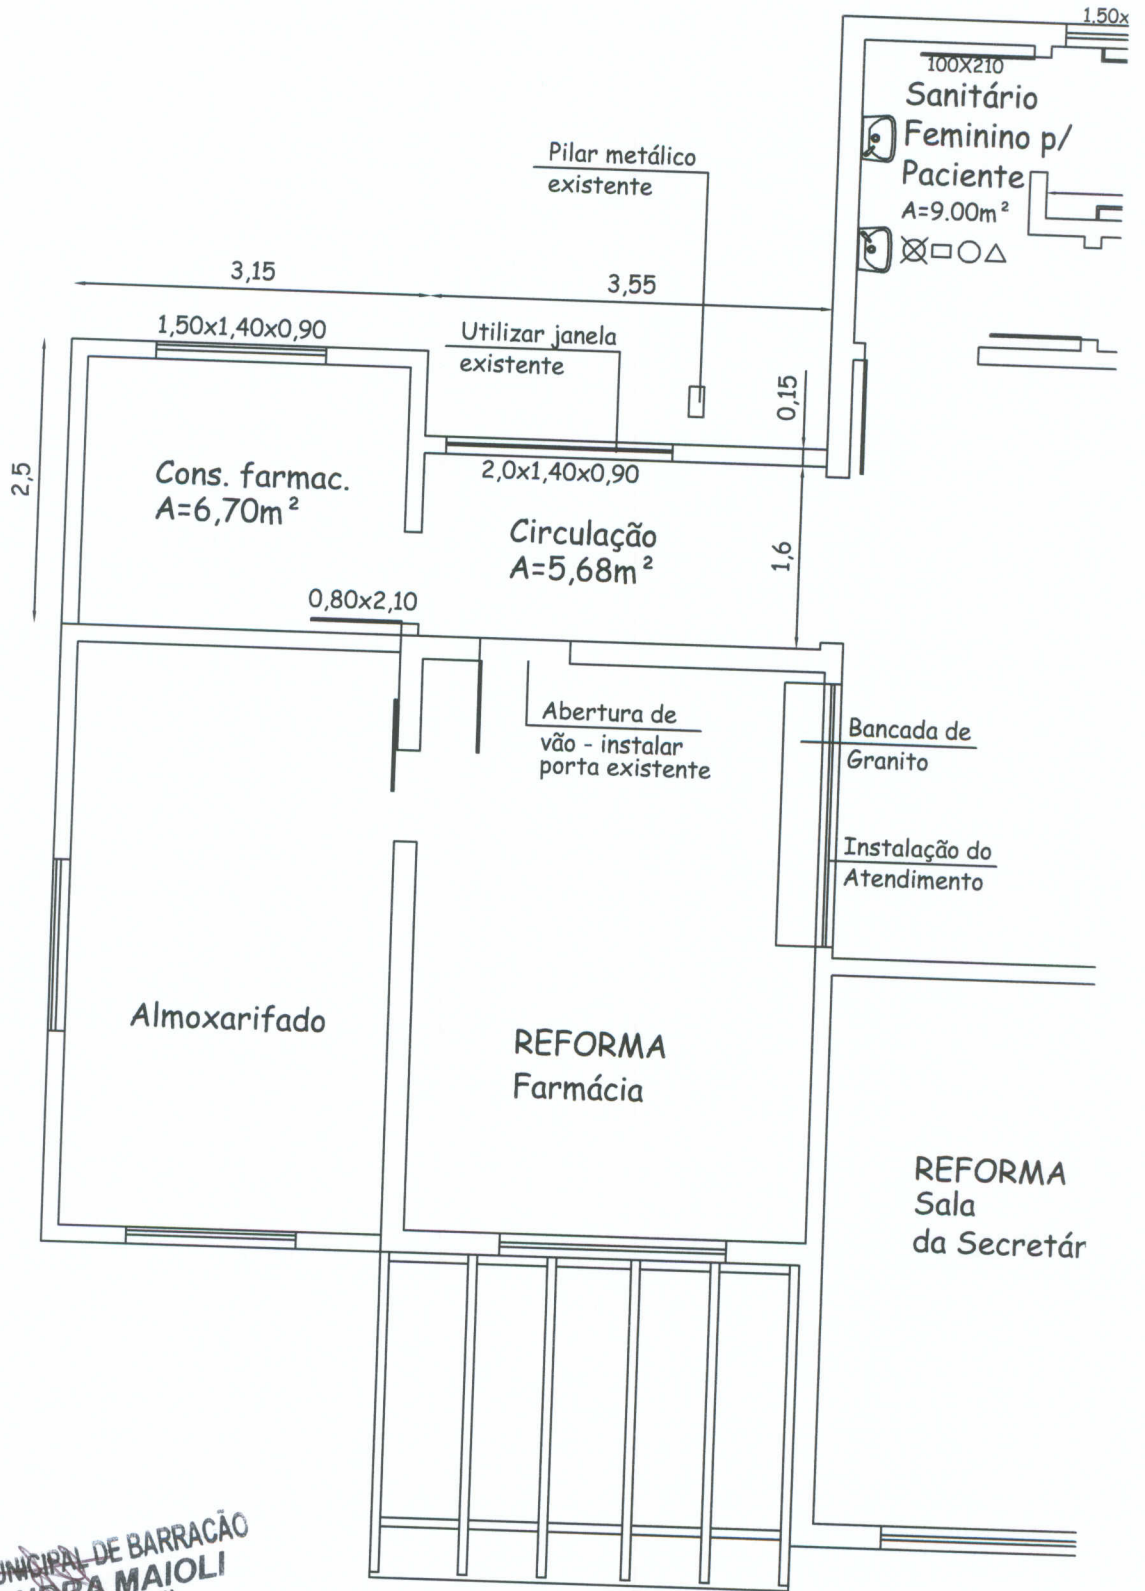 1.50x
100X210
Sanitário
Feminino p/
Paciente
A=9.00m²
Pilar metálico
existente
3,15
3,55
1,50x1,40x0,90
Utilizar janela
existente
0,15
2,5
Cons. farmac.
A=6,70m²
2,0x1,40x0,90
Circulação
A=5,68m²
1,6
0,80x2,10
Abertura de
vão - instalar
porta existente
Bancada de
Granito
Instalação do
Atendimento
Almoxarifado
REFORMA
Farmácia
REFORMA
Sala
da Secretár
UNICIPAL DE BARRACÃO
MAIOLI